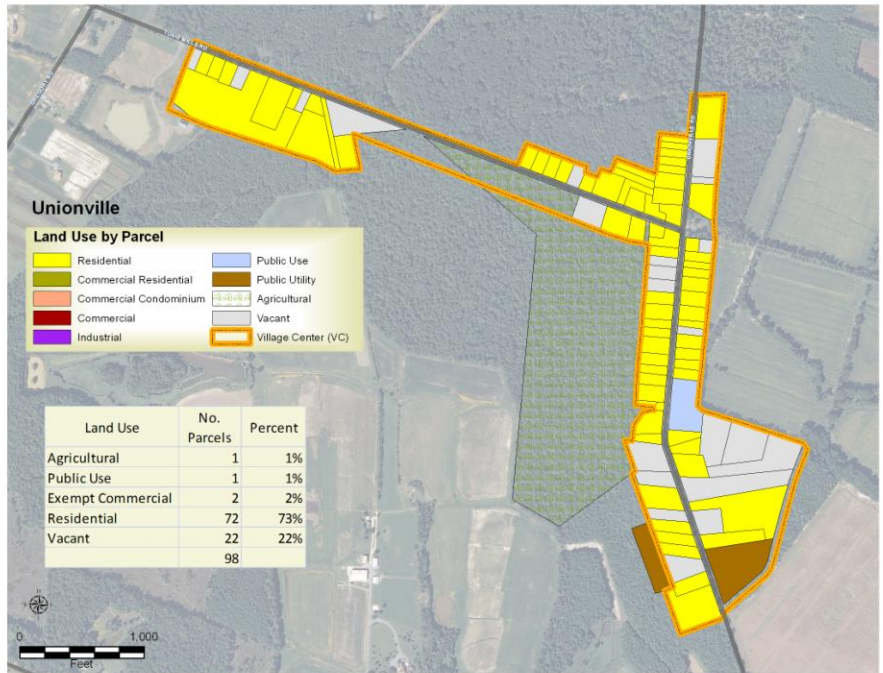 Unionville
Land Use by Parcel
Residential
Public Use
Commercial Residential
Public Utility
Commercial Condominium
Agricultural
Commercial
Vacant
Industrial
Village Center (VC)
Land Use No. Parcels Percent
Agricultural 1 1%
Public Use 1 1%
Exempt Commercial 2 2%
Residential 72 73%
Vacant 22 22%
98
0 1,000
Feet